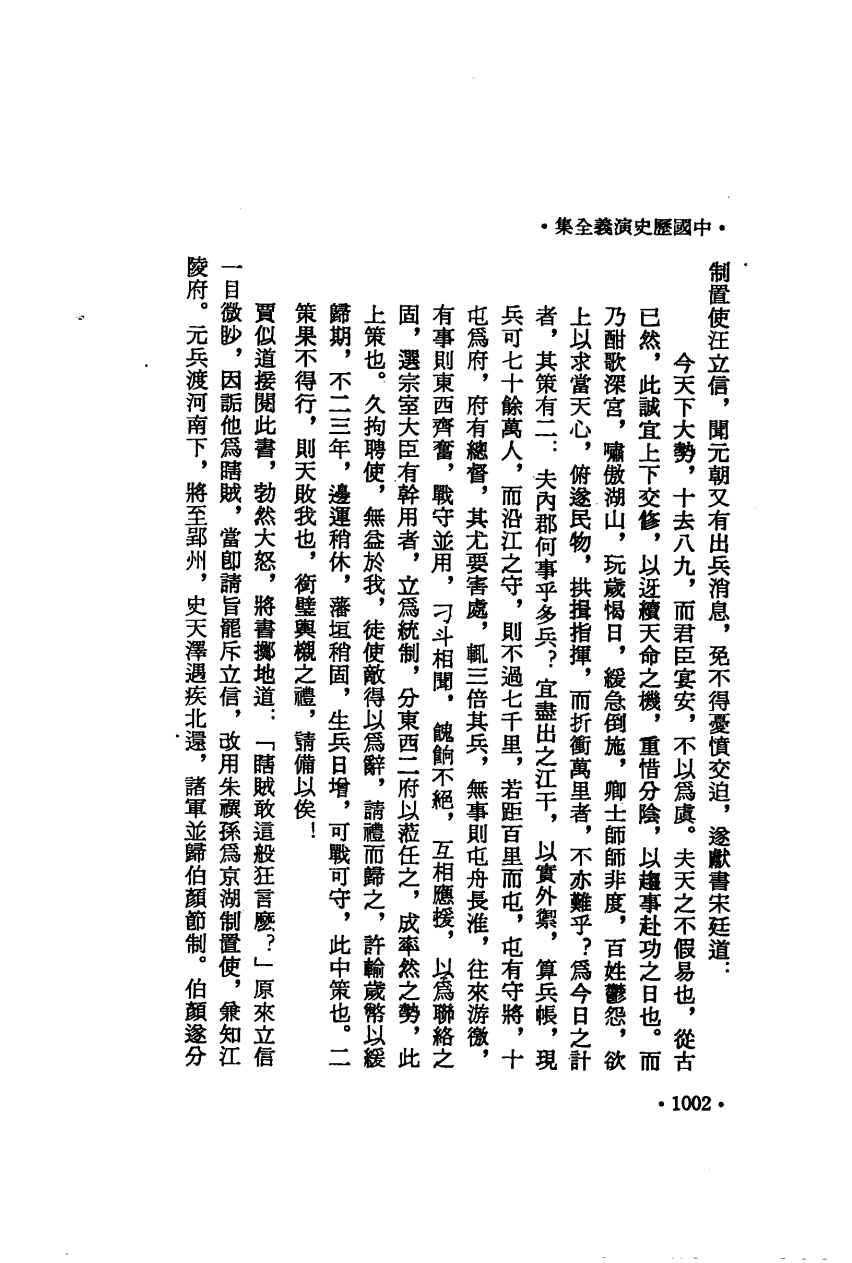 ·中國歷史演義全集·
制置使汪立信，聞元朝又有出兵消息，免不得憂憤交迫，遂獻書宋廷道：
今天下大勢，十去八九，而君臣宴安，不以爲虞。夫天之不假易也，從古
已然，此誠宜上下交修，以迓續天命之機，重惜分陰，以趨事赴功之日也。而
乃酣歌深宮，嘯傲湖山，玩歲愒日，緩急倒施，卿士師師非度，百姓鬱怨，欲
上以求當天心，俯遂民物，拱揖指揮，而折衝萬里者，不亦難乎？爲今日之計
者，其策有二：夫內郡何事乎多兵？宜盡出之江干，以實外禦，算兵帳，現
兵可七十餘萬人，而沿江之守，則不過七千里，若距百里而屯，屯有守將，十
屯爲府，府有總督，其尤要害處，輒三倍其兵，無事則屯舟長淮，往來游徼，
有事則東西齊奮，戰守並用，刁斗相聞，餽餉不絕，互相應援，以爲聯絡之
固，選宗室大臣有幹用者，立爲統制，分東西二府以蒞任之，成率然之勢，此
上策也。久拘聘使，無益於我，徒使敵得以爲辭，請禮而歸之，許輸歲幣以緩
歸期，不二三年，邊運稍休，藩垣稍固，生兵日增，可戰可守，此中策也。二
策果不得行，則天敗我也，銜璧輿櫬之禮，請備以俟！
賈似道接閱此書，勃然大怒，將書擲地道：「瞎賊敢這般狂言麽？」原來立信
一目微眇，因詬他爲瞎賊，當卽請旨罷斥立信，改用朱禩孫爲京湖制置使，兼知江
陵府。元兵渡河南下，將至郢州，史天澤遇疾北還，諸軍並歸伯顏節制。伯顏遂分
·1002·